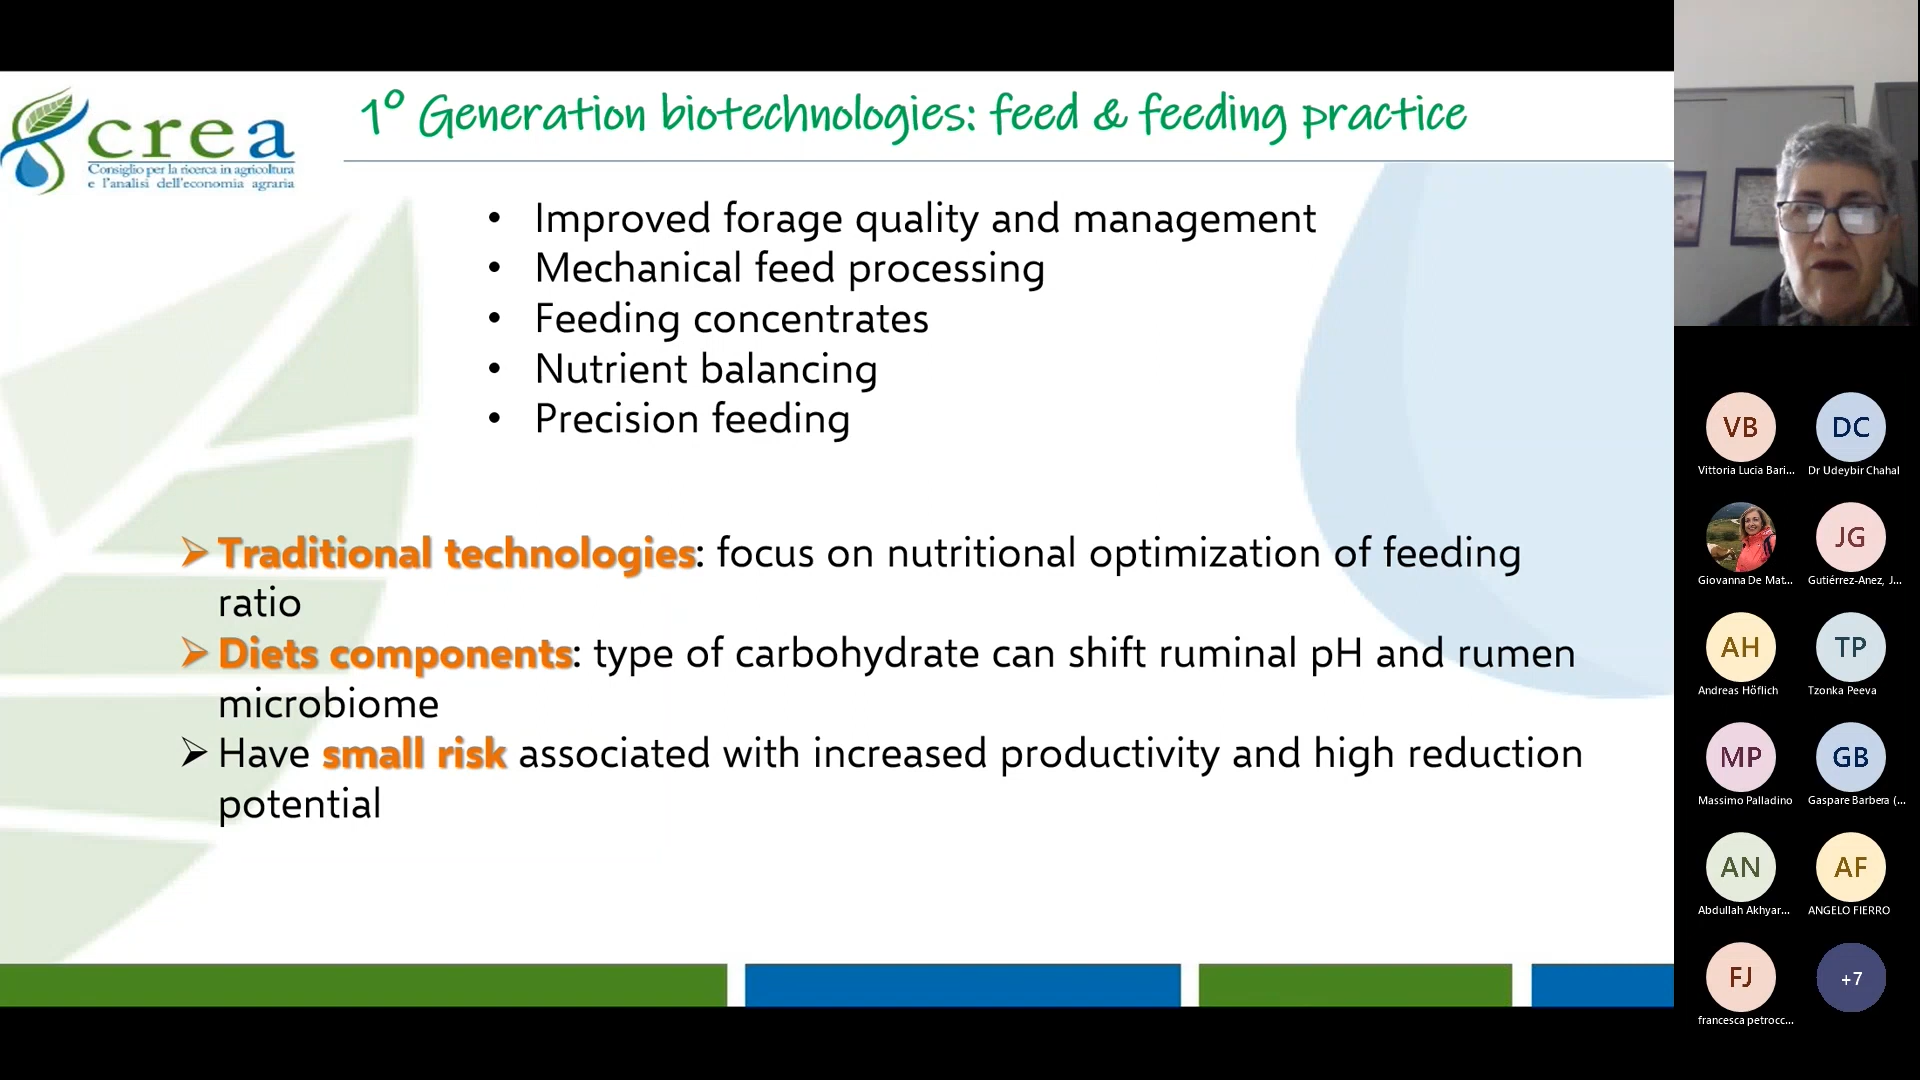 crea
Consiglio per la ricerca in agricoltura
e l'analisi dell'economia agraria
1° Generation biotechnologies: feed & feeding practice
• Improved forage quality and management
• Mechanical feed processing
• Feeding concentrates
• Nutrient balancing
• Precision feeding
➢ Traditional technologies: focus on nutritional optimization of feeding
ratio
➢ Diets components: type of carbohydrate can shift ruminal pH and rumen
microbiome
➢ Have small risk associated with increased productivity and high reduction
potential
VB
DC
Vittoria Lucia Bari...
Dr Udeybir Chahal
JG
Giovanna De Mat...
Gutiérrez-Anez, J...
AH
TP
Andreas Höflich
Tzonka Peeva
MP
GB
Massimo Palladino
Gaspare Barbera (...
AN
AF
Abdullah Akhyar...
ANGELO FIERRO
FJ
+7
francesca petrocc...